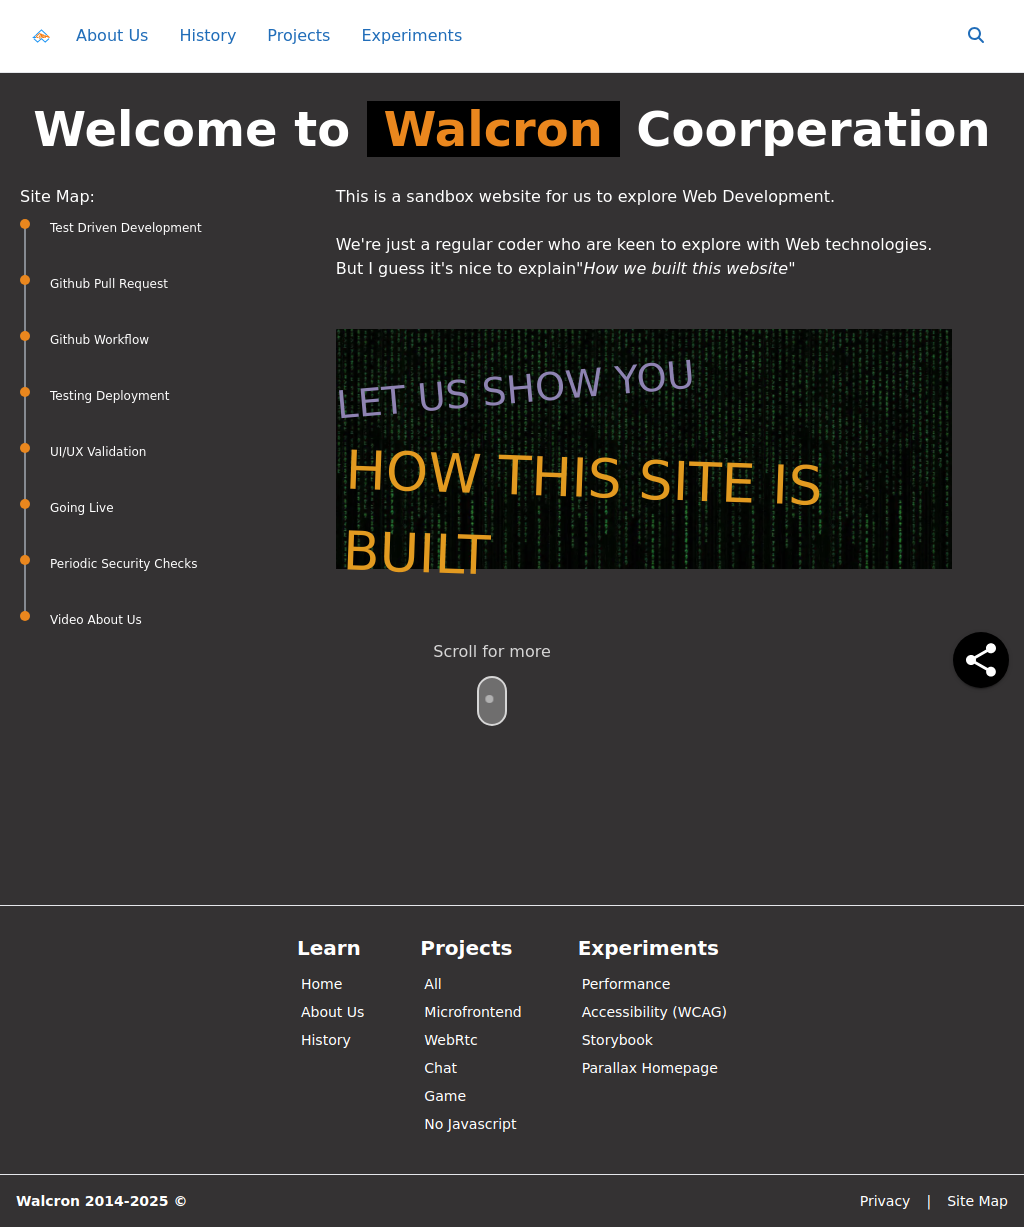 About Us History Projects Experiments
Welcome to Walcron Coorperation
Site Map:
Test Driven Development
Github Pull Request
Github Workflow
Testing Deployment
UI/UX Validation
Going Live
Periodic Security Checks
Video About Us
This is a sandbox website for us to explore Web Development.
We're just a regular coder who are keen to explore with Web technologies.
But I guess it's nice to explain"How we built this website"
LET US SHOW YOU
HOW THIS SITE IS
BUILT
Scroll for more
Learn
Home
About Us
History
Projects
All
Microfrontend
WebRtc
Chat
Game
No Javascript
Experiments
Performance
Accessibility (WCAG)
Storybook
Parallax Homepage
Walcron 2014-2025 ©
Privacy | Site Map